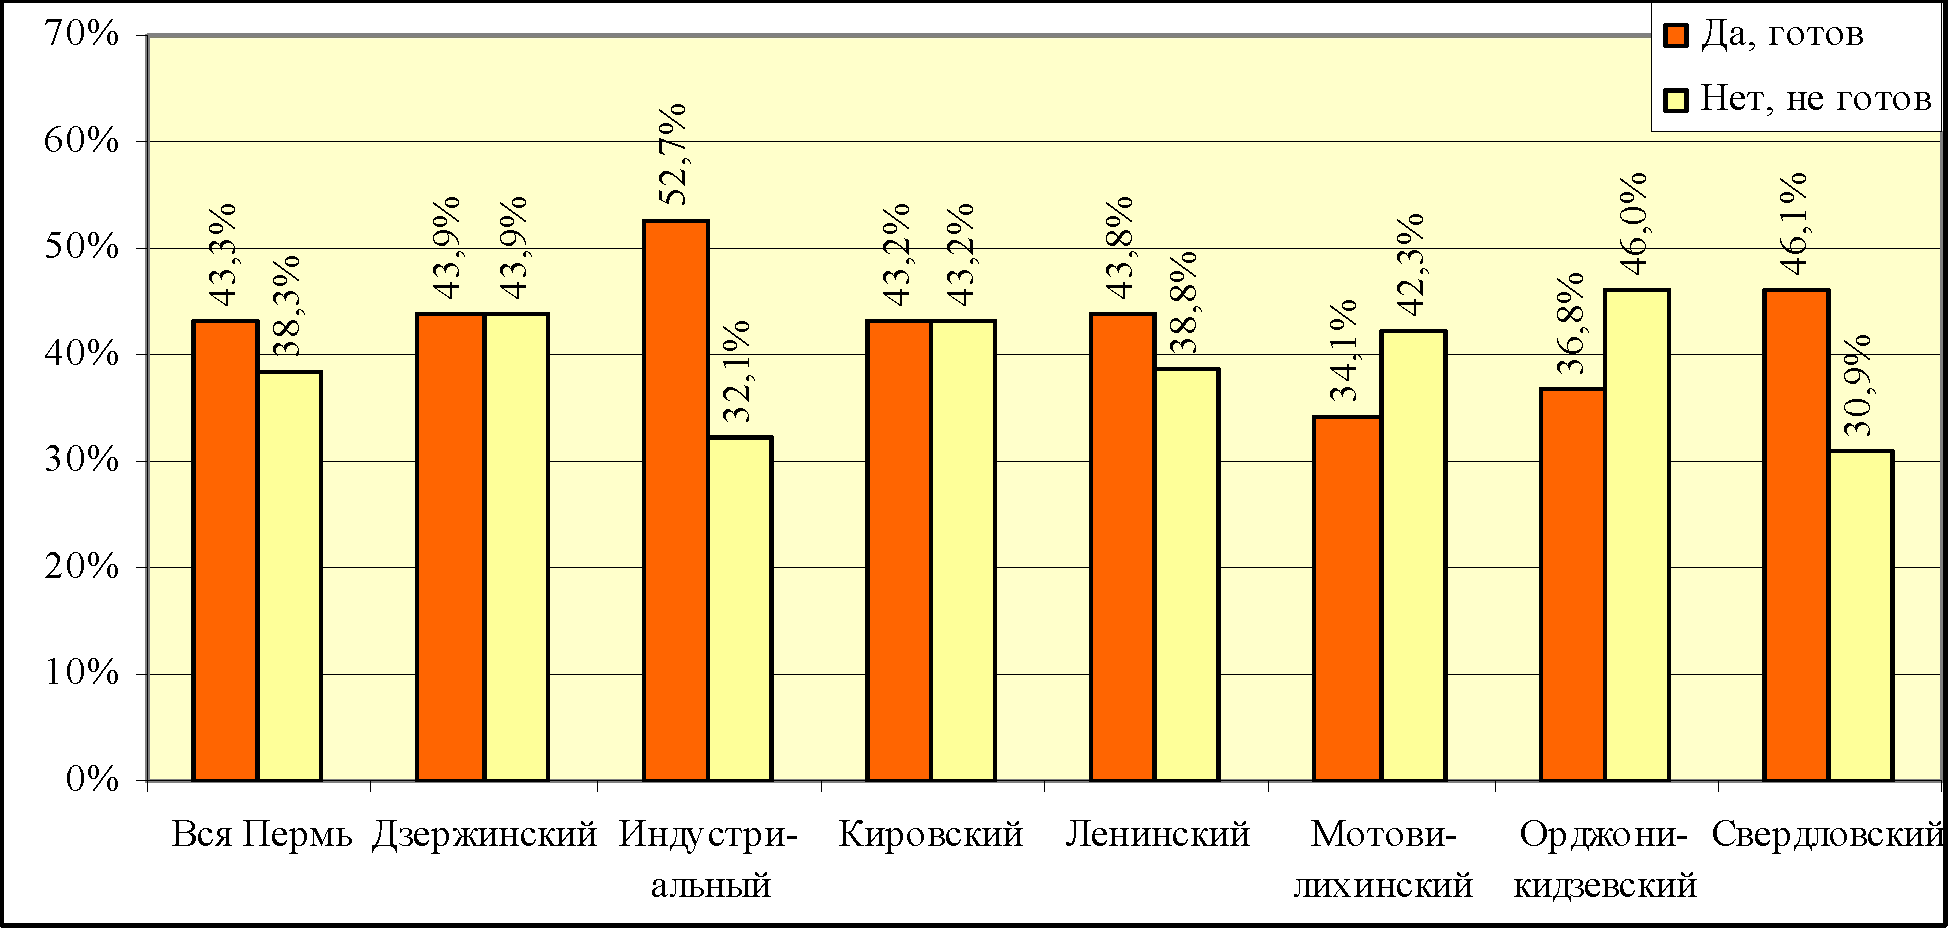 70%
60%
50%
40%
30%
20%
10%
0%
Да, готов
Нет, не готов
43,3%
38,3%
43,9%
43,9%
52,7%
32,1%
43,2%
43,2%
43,8%
38,8%
34,1%
42,3%
36,8%
46,0%
46,1%
30,9%
Вся Пермь
Дзержинский
Индустри-
альный
Кировский
Ленинский
Мотови-
лихинский
Орджони-
кидзевский
Свердловский